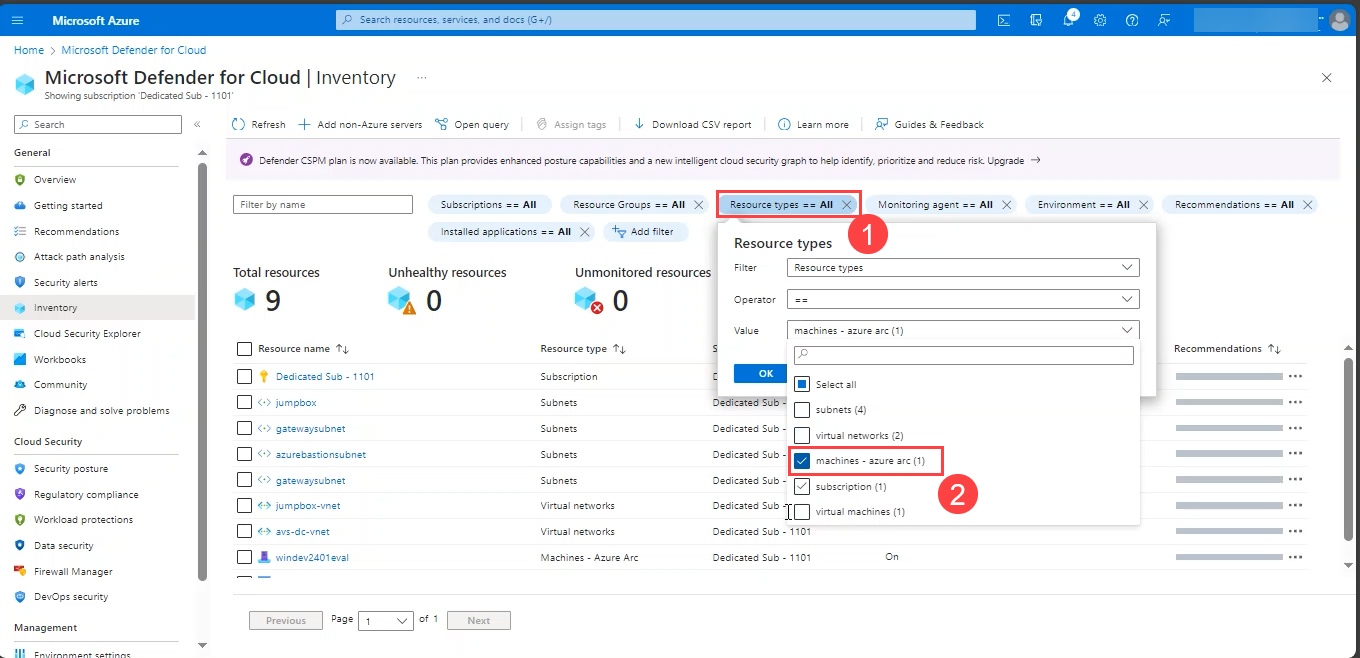 Microsoft Azure
Search resources, services, and docs (G+/)
4
Home > Microsoft Defender for Cloud
Microsoft Defender for Cloud | Inventory ...
Showing subscription 'Dedicated Sub - 1101'
Search
«
Refresh
Add non-Azure servers
Open query
Assign tags
Download CSV report
Learn more
Guides & Feedback
Defender CSPM plan is now available. This plan provides enhanced posture capabilities and a new intelligent cloud security graph to help identify, prioritize and reduce risk. Upgrade →
General
Overview
Getting started
Recommendations
Attack path analysis
Security alerts
Inventory
Cloud Security Explorer
Workbooks
Community
Diagnose and solve problems
Cloud Security
Security posture
Regulatory compliance
Workload protections
Data security
Firewall Manager
DevOps security
Management
Environment settings
Filter by name
Subscriptions == All
Resource Groups == All
Resource types == All
Monitoring agent == All
Environment == All
Recommendations == All
Installed applications == All
Add filter
1
Total resources
9
Unhealthy resources
0
Unmonitored resources
0
Resource types
Filter
Resource types
Operator
==
Value
machines - azure arc (1)
OK
Select all
subnets (4)
virtual networks (2)
machines - azure arc (1)
subscription (1)
virtual machines (1)
2
Resource name ↑↓ Resource type ↑↓ S Recommendations ↑↓
Dedicated Sub - 1101 Subscription D
jumpbox Subnets Dedicated Sub -
gatewaysubnet Subnets Dedicated Sub -
azurebastionsubnet Subnets Dedicated Sub -
gatewaysubnet Subnets Dedicated Sub -
jumpbox-vnet Virtual networks Dedicated Sub -
avs-dc-vnet Virtual networks Dedicated Sub - 1101
windev2401eval Machines - Azure Arc Dedicated Sub - 1101 On
Previous Page 1 of 1 Next